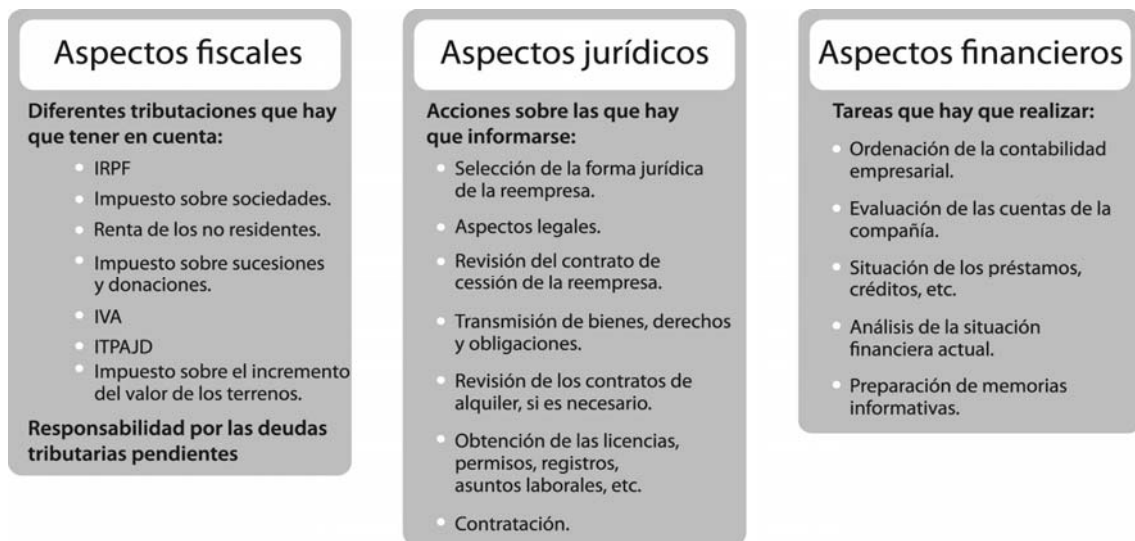 Aspectos fiscales
Diferentes tributaciones que hay
que tener en cuenta:
IRPF
Impuesto sobre sociedades.
Renta de los no residentes.
Impuesto sobre sucesiones
y donaciones.
IVA
ITPAJD
Impuesto sobre el incremento
del valor de los terrenos.
Responsabilidad por las deudas
tributarias pendientes
Aspectos jurídicos
Acciones sobre las que hay
que informarse:
Selección de la forma jurídica
de la reempresa.
Aspectos legales.
Revisión del contrato de
cessión de la reempresa.
Transmisión de bienes, derechos
y obligaciones.
Revisión de los contratos de
alquiler, si es necesario.
Obtención de las licencias,
permisos, registros,
asuntos laborales, etc.
Contratación.
Aspectos financieros
Tareas que hay que realizar:
Ordenación de la contabilidad
empresarial.
Evaluación de las cuentas de la
compañía.
Situación de los préstamos,
créditos, etc.
Análisis de la situación
financiera actual.
Preparación de memorias
informativas.